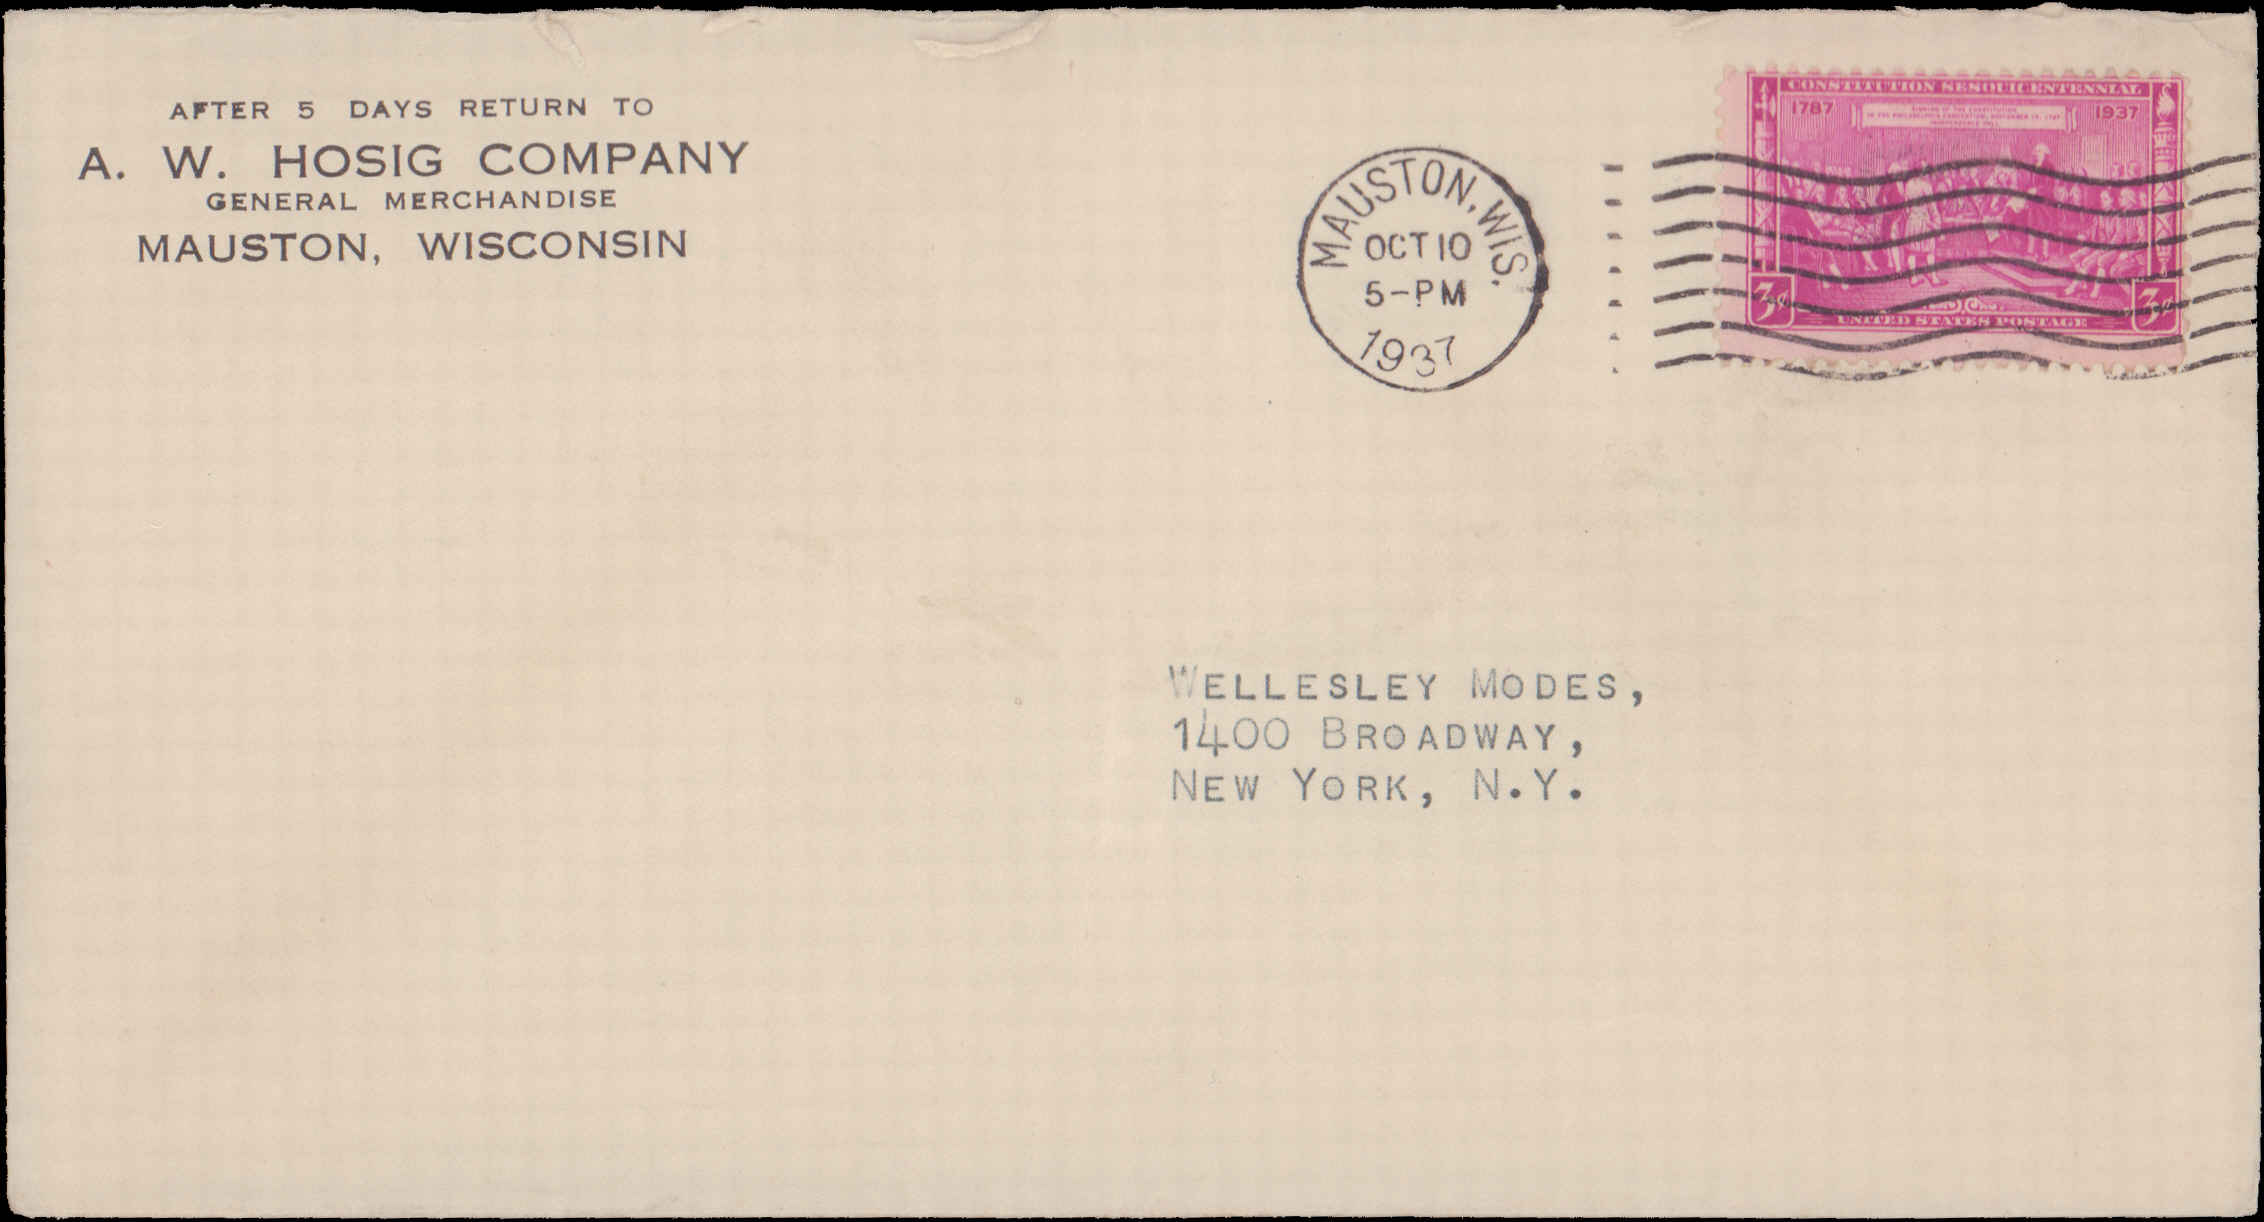 AFTER 5 DAYS RETURN TO
A. W. HOSIG COMPANY
GENERAL MERCHANDISE
MAUSTON, WISCONSIN
MAUSTON, WIS.
OCT 10
5-PM
1937
CONSTITUTION SESQUICENTENNIAL
1787
1937
3¢
3¢
UNITED STATES POSTAGE
WELLESLEY MODES,
1400 BROADWAY,
NEW YORK, N.Y.